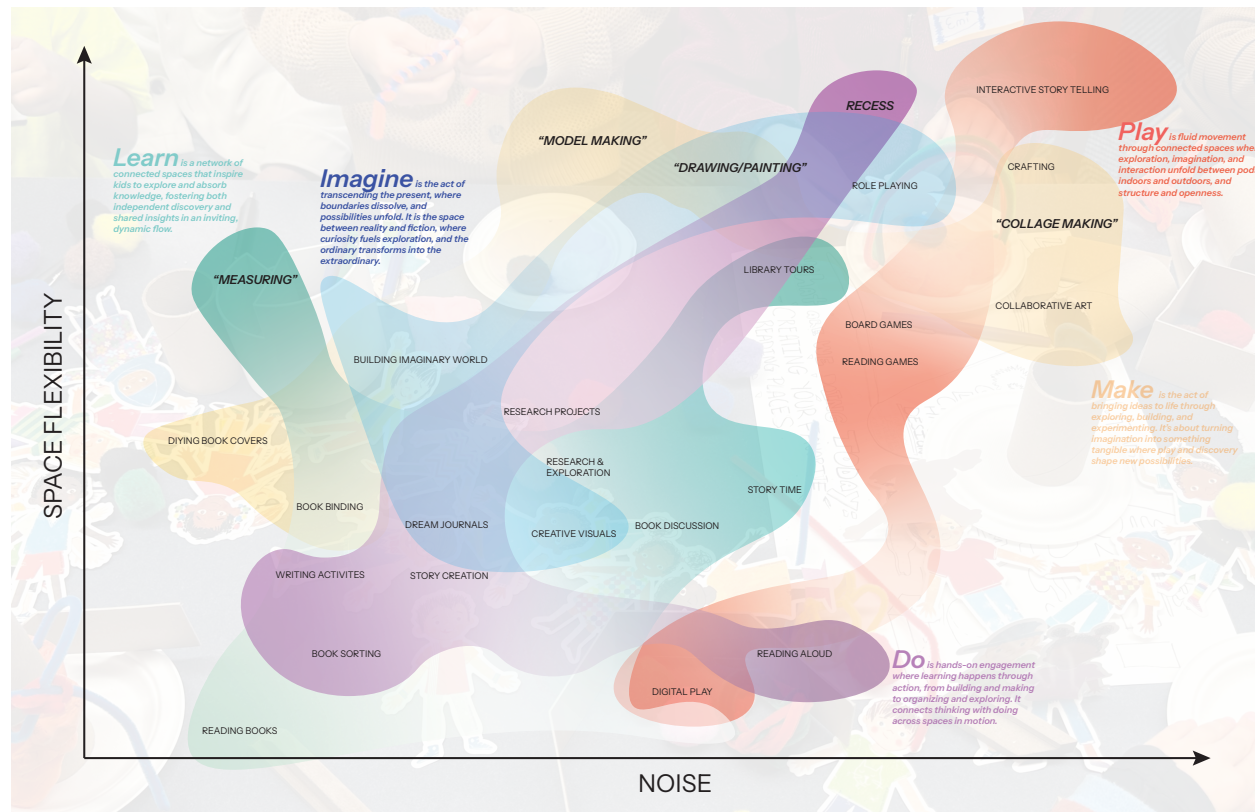 INTERACTIVE STORY TELLING
RECESS
"MODEL MAKING"
Play is fluid movement
through connected spaces where
exploration, imagination, and
interaction unfold between
indoors and outdoors, and
structure and openness.
Learn is a network of
connected spaces that inspire
kids to explore and absorb
knowledge, fostering both
independent discovery and
shared insights in an inviting,
dynamic flow.
Imagine is the act of
transcending the present, where
boundaries dissolve, and
possibilities unfold. It is the space
between reality and fiction, where
curiosity fuels exploration, and the
ordinary transforms into the
extraordinary.
"DRAWING/PAINTING"
CRAFTING
ROLE PLAYING
"COLLAGE MAKING"
"MEASURING"
LIBRARY TOURS
COLLABORATIVE ART
BOARD GAMES
BUILDING IMAGINARY WORLD
READING GAMES
SPACE FLEXIBILITY
Make is the act of
bringing ideas to life through
exploring, building, and
experimenting. It's about turning
imagination into something
tangible where play and discovery
shape new possibilities.
RESEARCH PROJECTS
DIYING BOOK COVERS
RESEARCH &
EXPLORATION
STORY TIME
BOOK BINDING
DREAM JOURNALS
CREATIVE VISUALS
BOOK DISCUSSION
WRITING ACTIVITES
STORY CREATION
BOOK SORTING
READING ALOUD
Do is hands-on engagement
where learning happens through
action, from building and making
to organizing and exploring. It
connects thinking with doing
across spaces in motion.
DIGITAL PLAY
READING BOOKS
NOISE